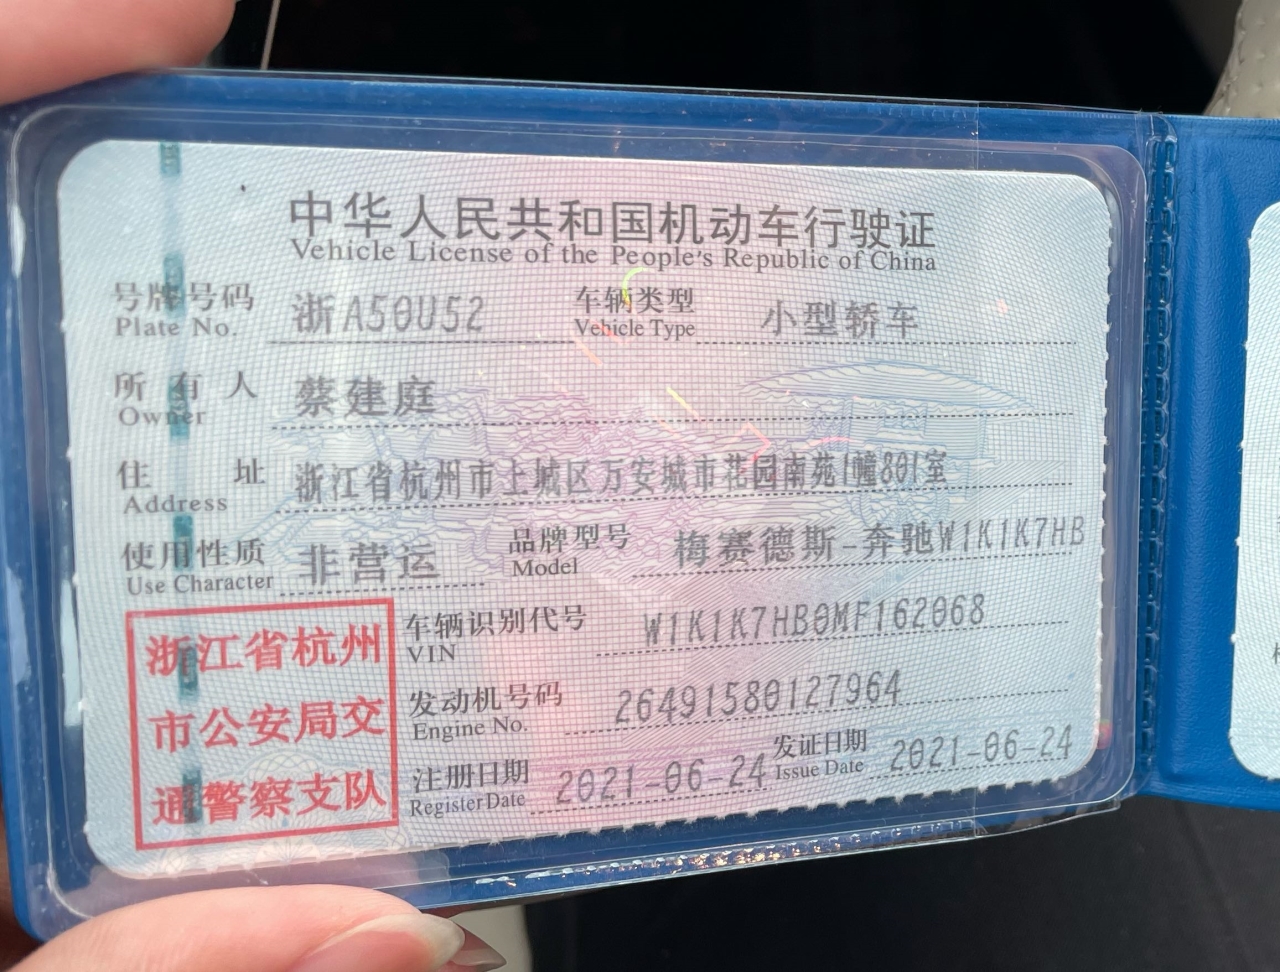 中华人民共和国机动车行驶证
Vehicle License of the People's Republic of China
号牌号码 浙A50U52 车辆类型 小型轿车
Plate No. Vehicle Type
所有人 蔡建庭
Owner
住址 浙江省杭州市上城区万安城市花园南苑1幢801室
Address
使用性质 非营运 品牌型号 梅赛德斯-奔驰W1K1K7HB
Use Character Model
浙江省杭州
市公安局交
通警察支队
车辆识别代号 W1K1K7HB0MF162068
VIN
发动机号码 26491580127964
Engine No.
注册日期 2021-06-24 发证日期 2021-06-24
Register Date Issue Date